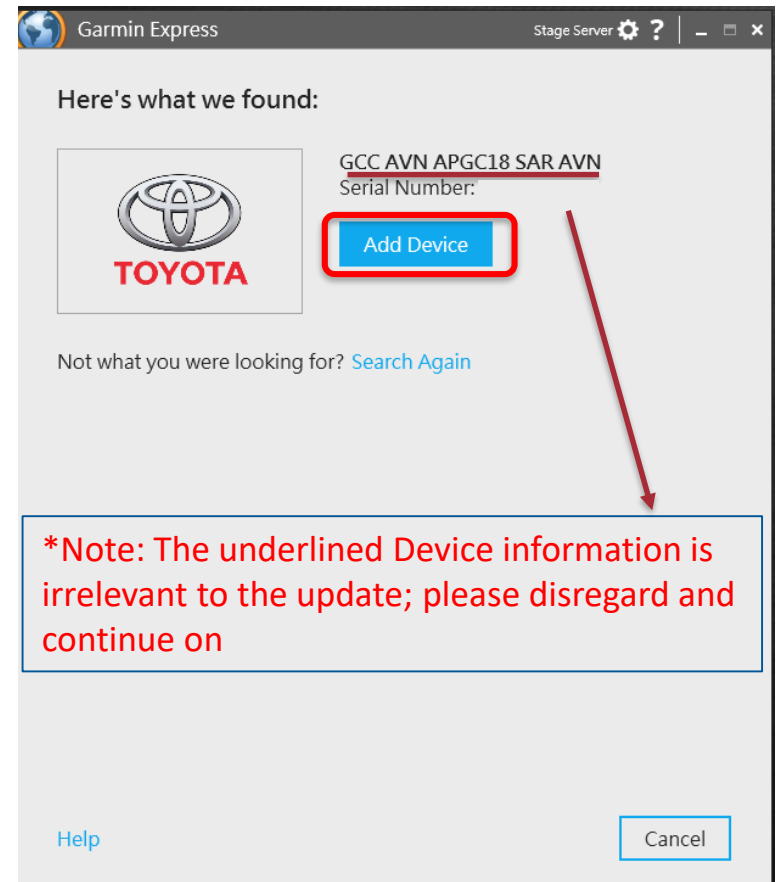 Garmin Express
Stage Server ?
Here's what we found:
GCC AVN APGC18 SAR AVN
Serial Number:
Add Device
TOYOTA
Not what you were looking for? Search Again
*Note: The underlined Device information is
irrelevant to the update; please disregard and
continue on
Help
Cancel